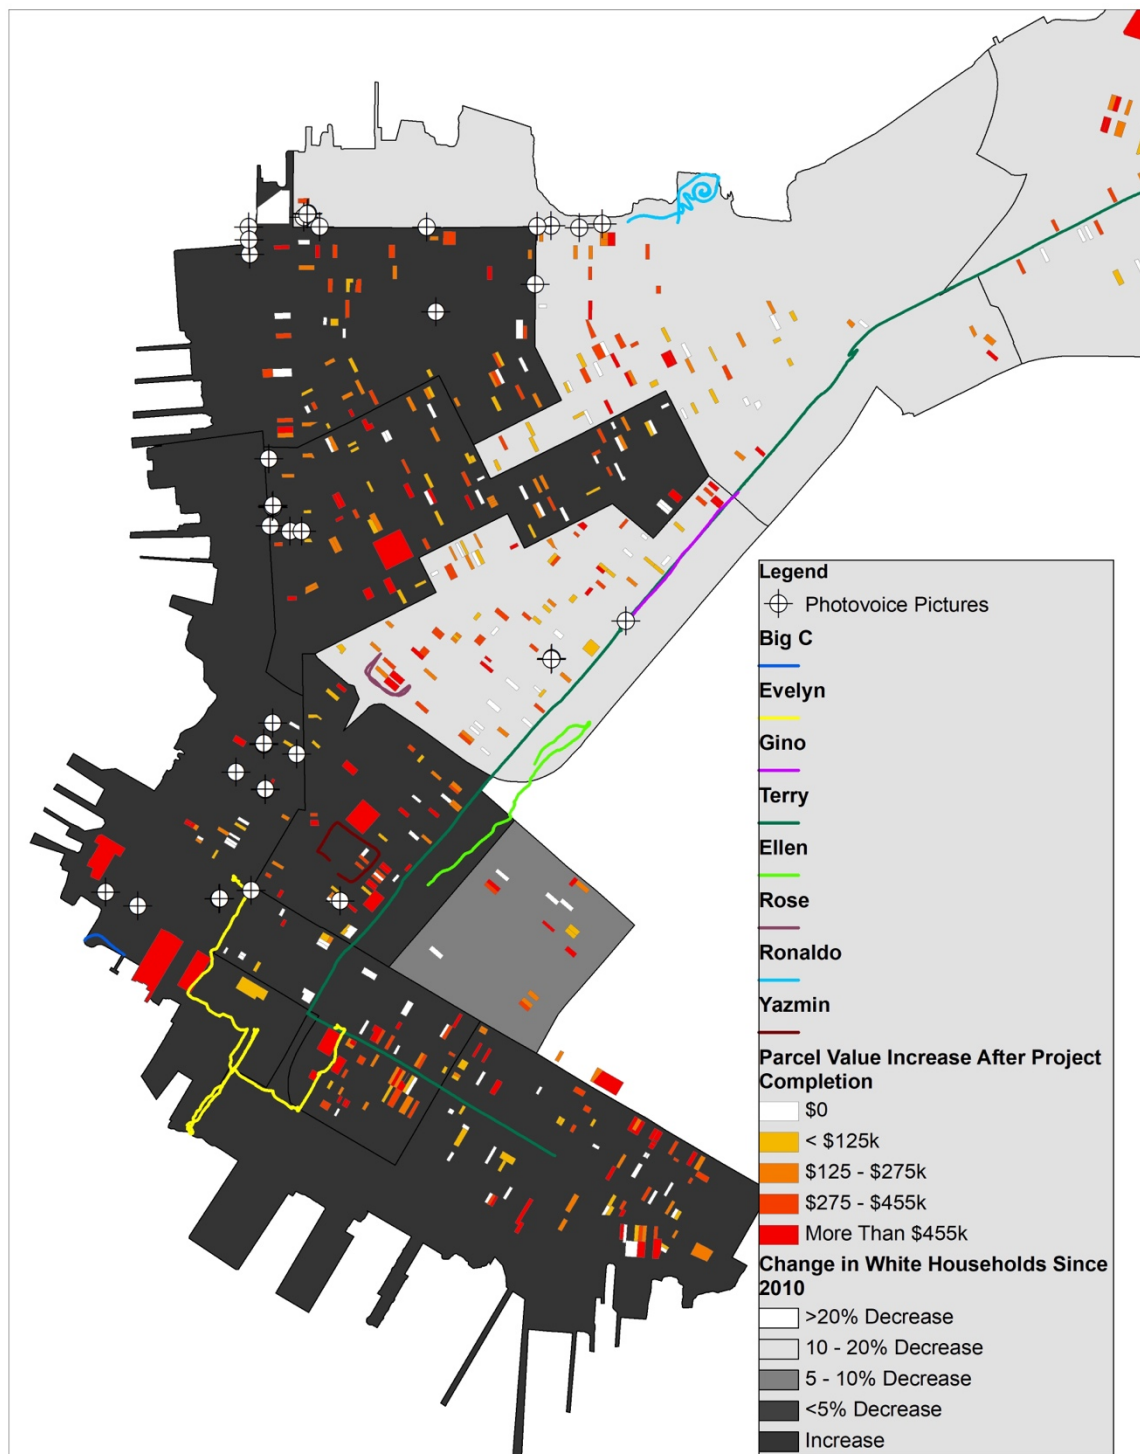 Legend
Photovoice Pictures
Big C
Evelyn
Gino
Terry
Ellen
Rose
Ronaldo
Yazmin
Parcel Value Increase After Project
Completion
$0
< $125k
$125 - $275k
$275 - $455k
More Than $455k
Change in White Households Since
2010
>20% Decrease
10 - 20% Decrease
5 - 10% Decrease
<5% Decrease
Increase